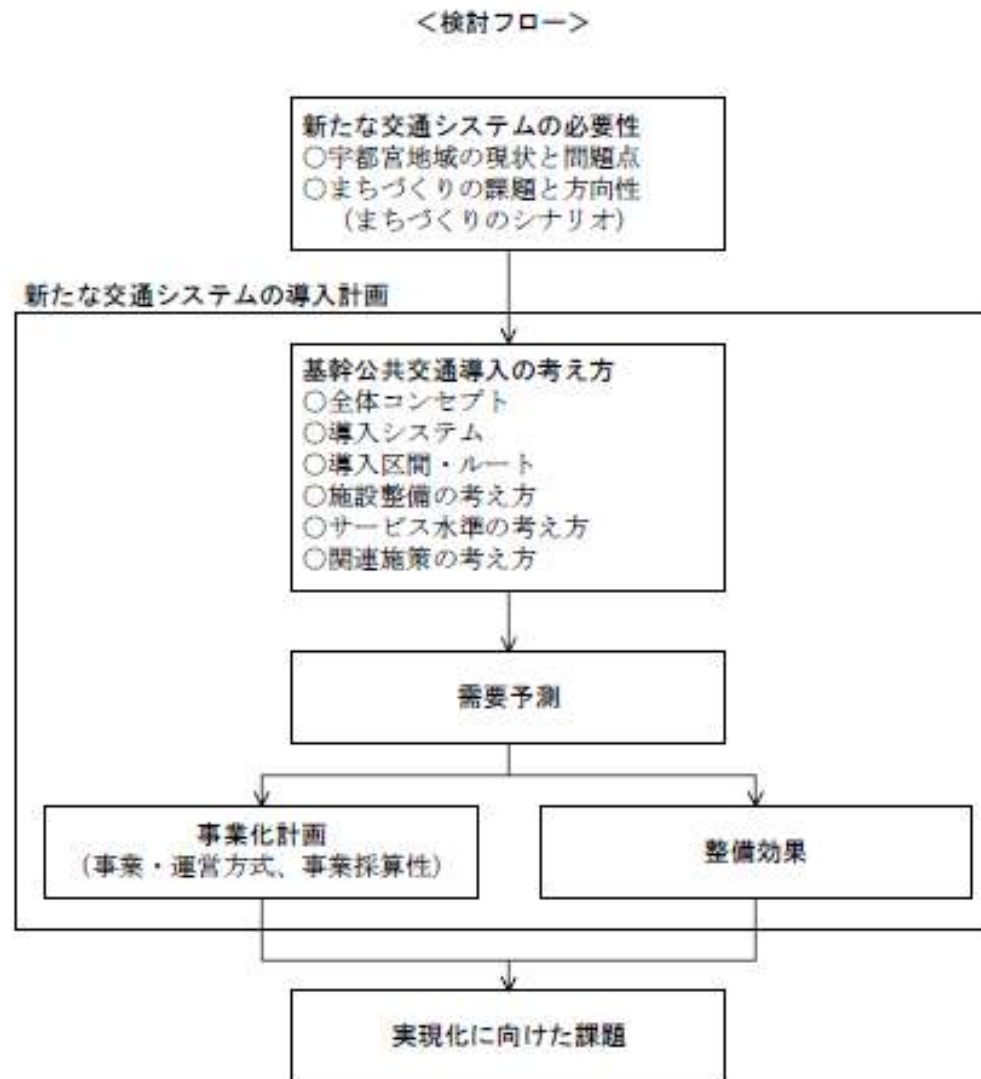 ＜検討フロー＞
新たな交通システムの必要性
○宇都宮地域の現状と問題点
○まちづくりの課題と方向性
（まちづくりのシナリオ）
新たな交通システムの導入計画
基幹公共交通導入の考え方
○全体コンセプト
○導入システム
○導入区間・ルート
○施設整備の考え方
○サービス水準の考え方
○関連施策の考え方
需要予測
事業化計画
（事業・運営方式、事業採算性）
整備効果
実現化に向けた課題